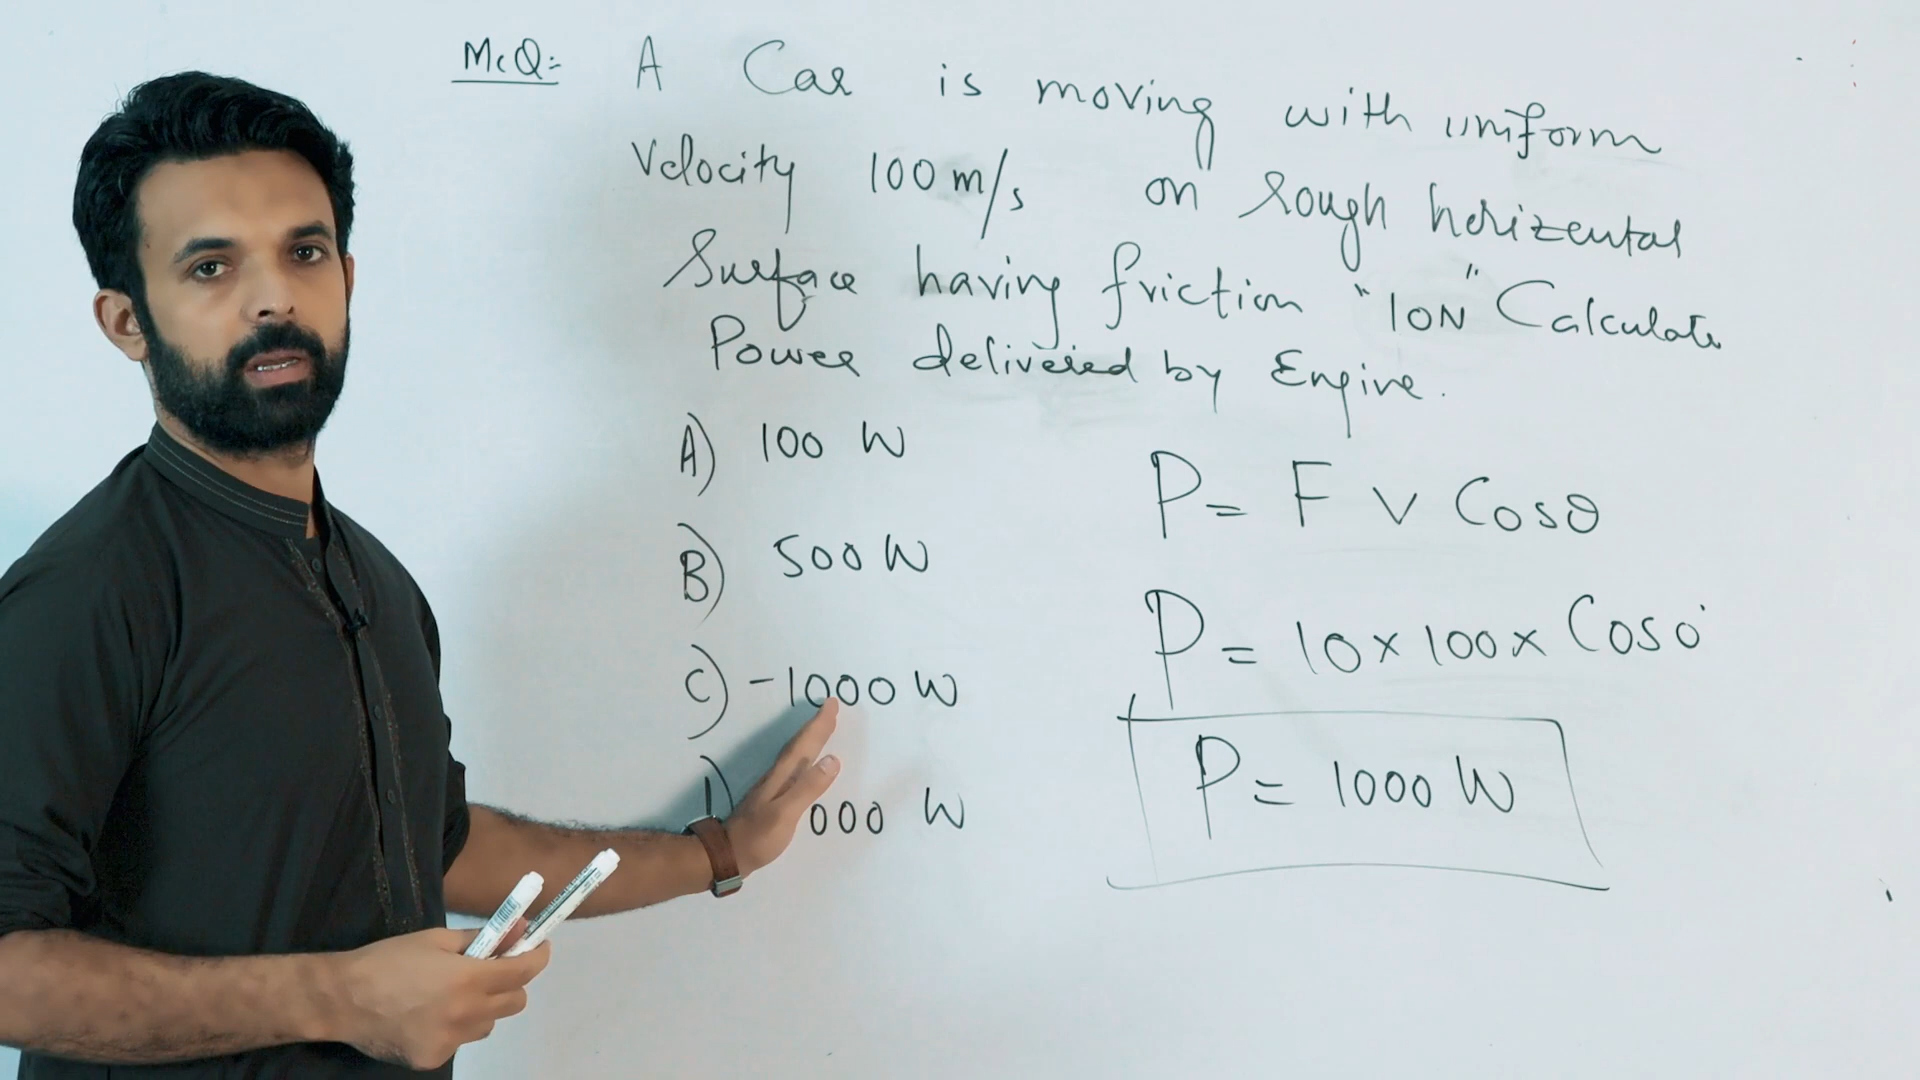 McQ:- A Car is moving with uniform
Velocity 100 m/s on rough horizental
Surface having friction "10N" Calculate
Power delivered by Engine.
A) 100 W
B) 500 W
C) -1000 W
000 W
P = F v Cosθ
P = 10 x 100 x Cos0°
P = 1000 W